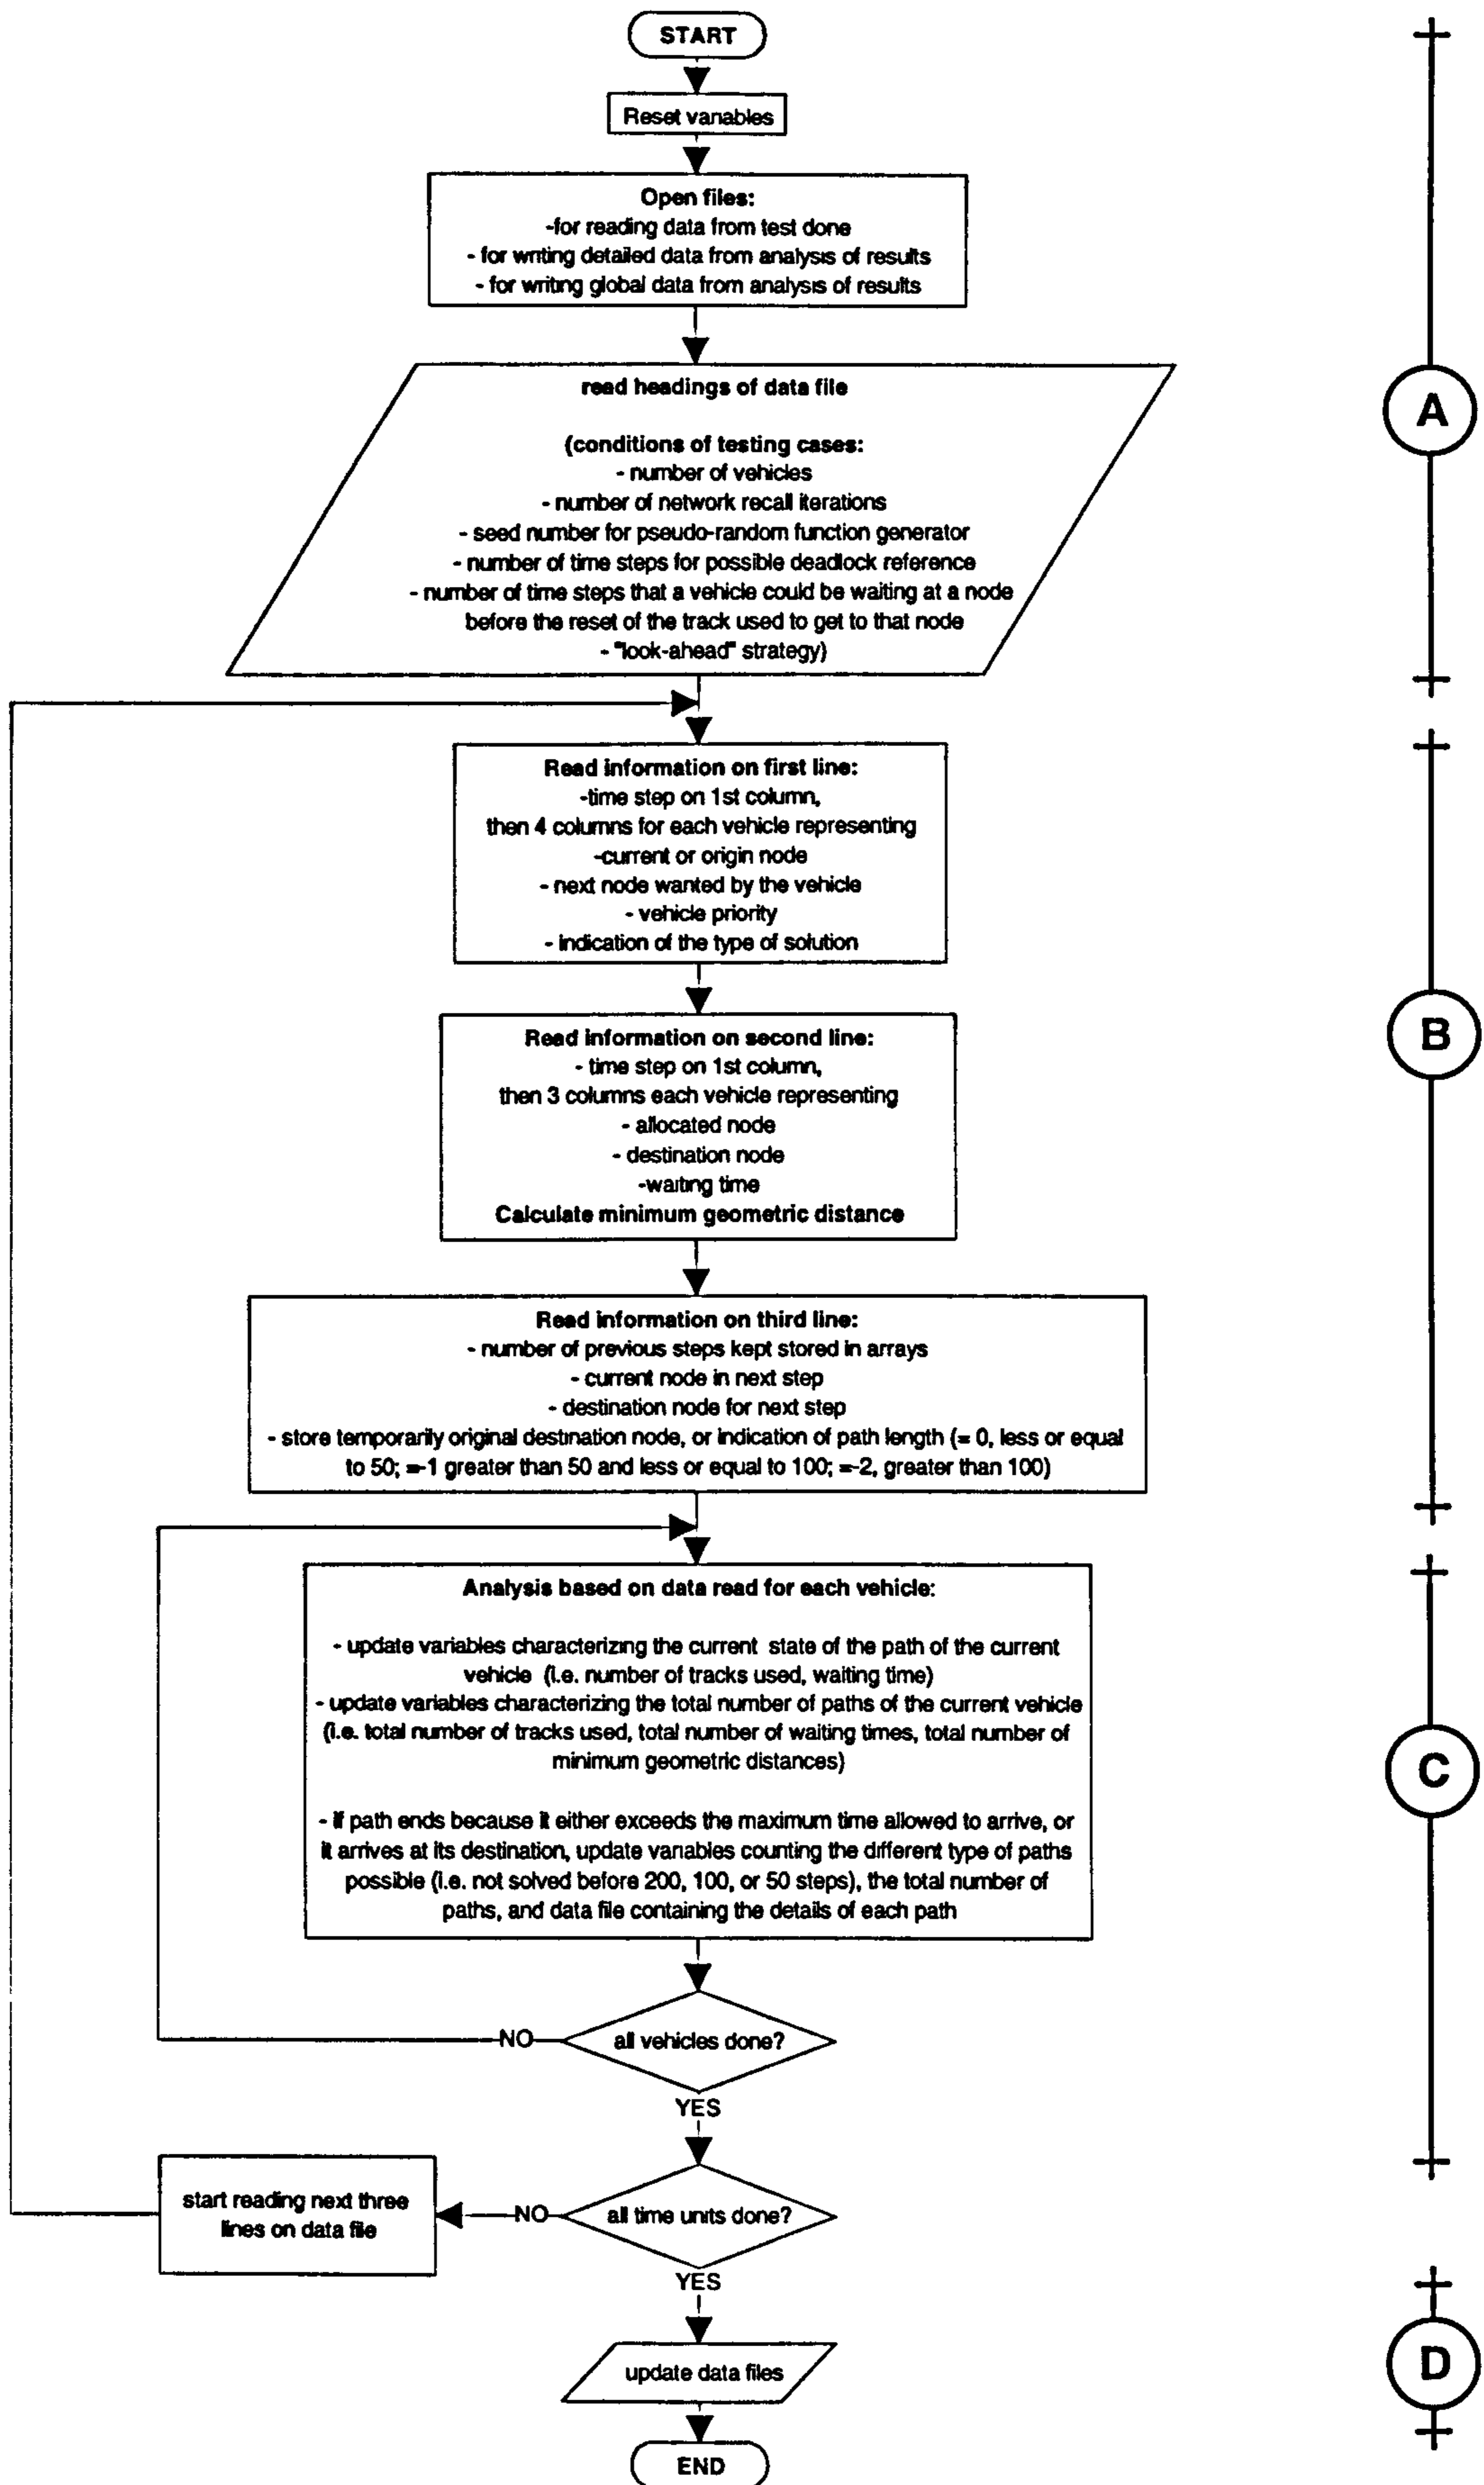 START
Reset variables
Open files:
-for reading data from test done
- for writing detailed data from analysis of results
- for writing global data from analysis of results
read headings of data file
(conditions of testing cases:
- number of vehicles
- number of network recall iterations
- seed number for pseudo-random function generator
- number of time steps for possible deadlock reference
- number of time steps that a vehicle could be waiting at a node
before the reset of the track used to get to that node
- "look-ahead" strategy)
A
Read information on first line:
-time step on 1st column,
then 4 columns for each vehicle representing
-current or origin node
- next node wanted by the vehicle
- vehicle priority
- indication of the type of solution
Read information on second line:
- time step on 1st column,
then 3 columns each vehicle representing
- allocated node
- destination node
-waiting time
Calculate minimum geometric distance
B
Read information on third line:
- number of previous steps kept stored in arrays
- current node in next step
- destination node for next step
- store temporarily original destination node, or indication of path length (= 0, less or equal
to 50; =-1 greater than 50 and less or equal to 100; =-2, greater than 100)
Analysis based on data read for each vehicle:
- update variables characterizing the current state of the path of the current
vehicle (i.e. number of tracks used, waiting time)
- update variables characterizing the total number of paths of the current vehicle
(i.e. total number of tracks used, total number of waiting times, total number of
minimum geometric distances)
- if path ends because it either exceeds the maximum time allowed to arrive, or
it arrives at its destination, update variables counting the different type of paths
possible (i.e. not solved before 200, 100, or 50 steps), the total number of
paths, and data file containing the details of each path
C
NO
all vehicles done?
YES
start reading next three
lines on data file
NO
all time units done?
YES
update data files
D
END